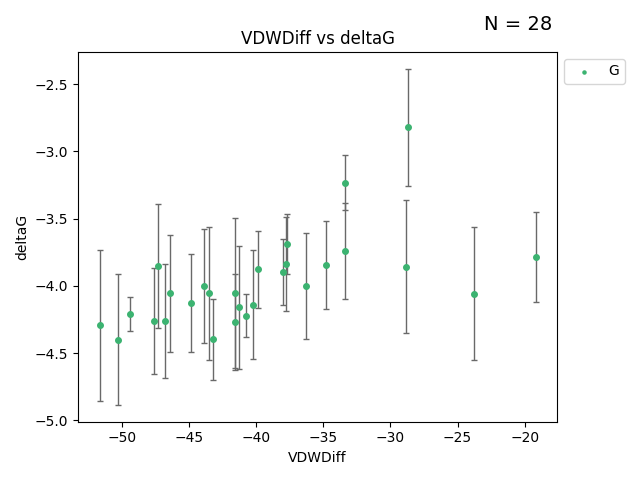 N = 28
VDWDiff vs deltaG
G
deltaG
−2.5
−3.0
−3.5
−4.0
−4.5
−5.0
−50 −45 −40 −35 −30 −25 −20
VDWDiff